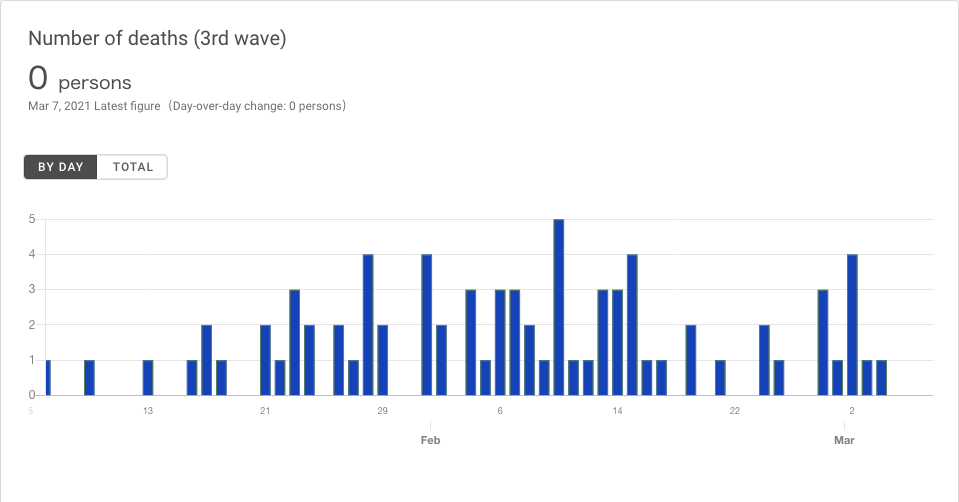 Number of deaths (3rd wave)
0 persons
Mar 7, 2021 Latest figure (Day-over-day change: 0 persons)
BY DAY TOTAL
5
4
3
2
1
0
5 13 21 29 6 14 22 2
Feb Mar